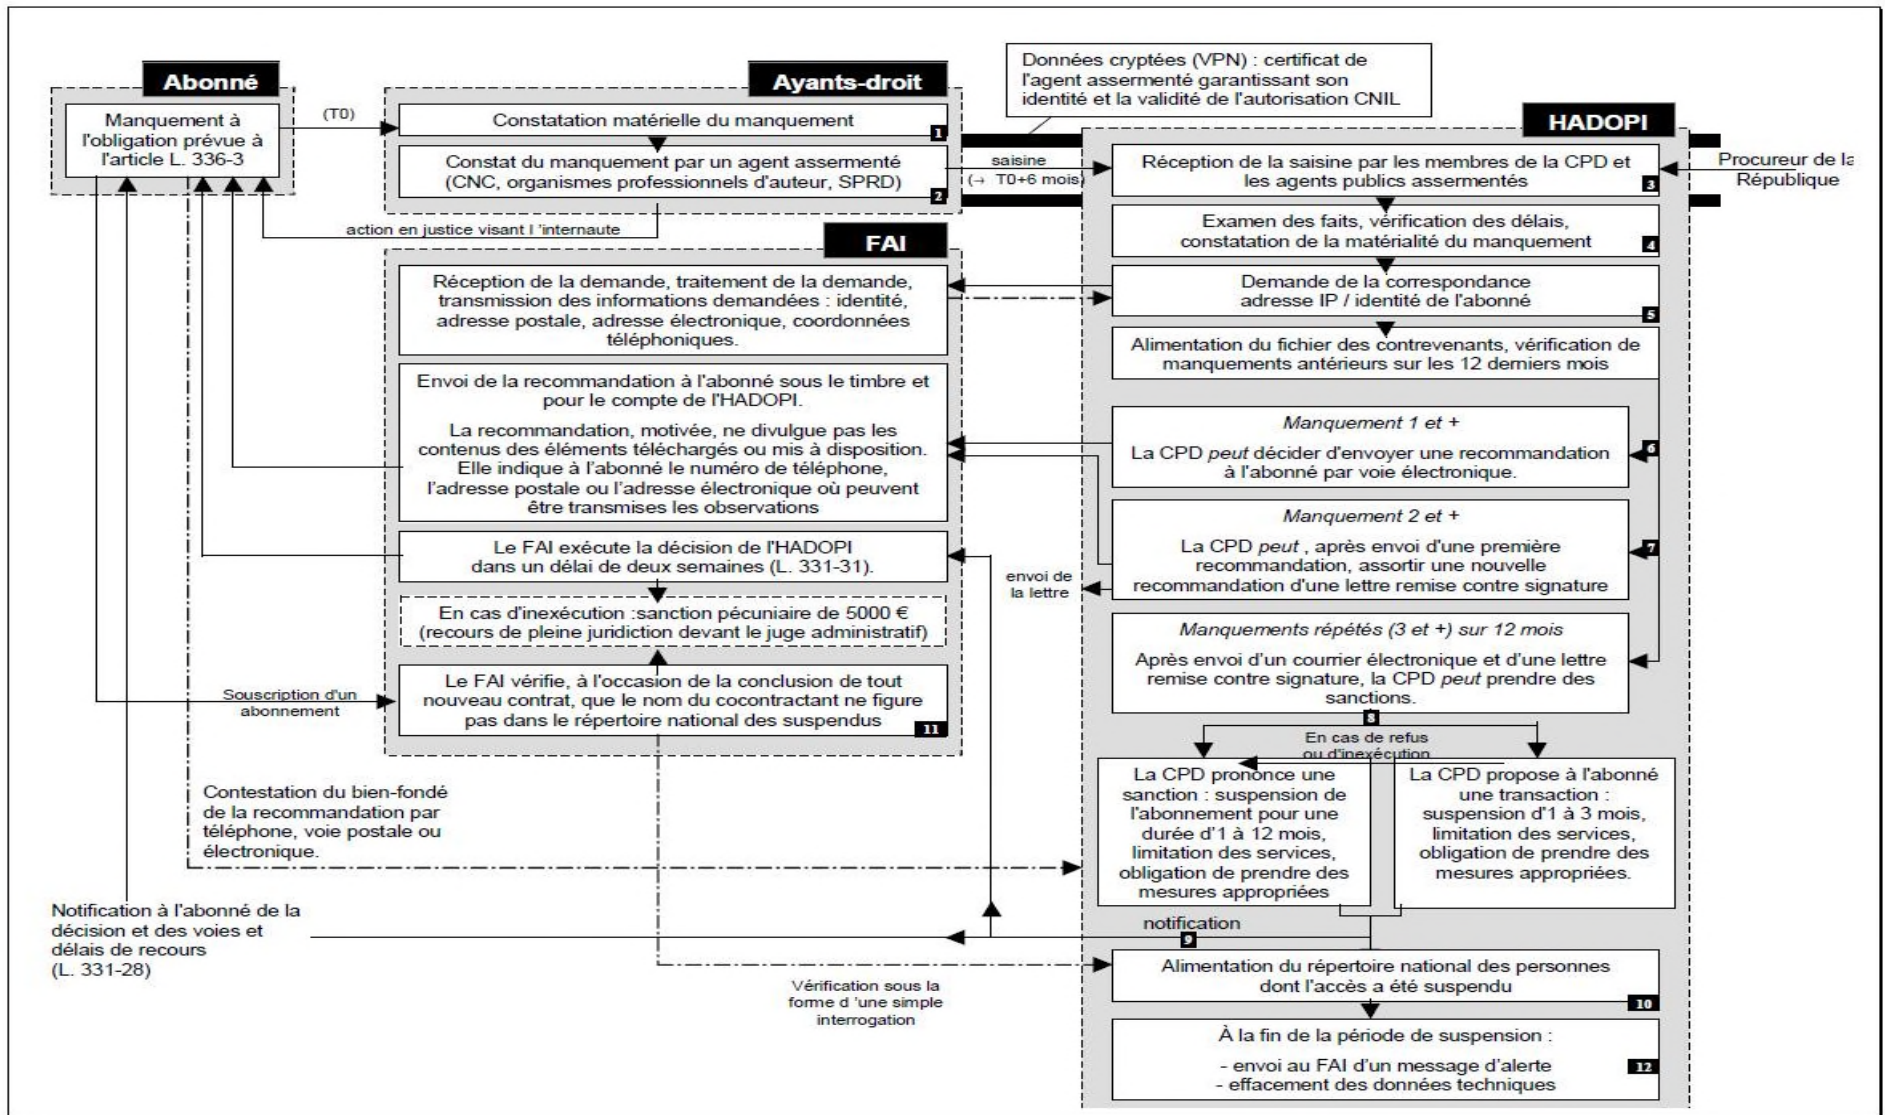 Abonné
Manquement à
l'obligation prévue à
l'article L. 336-3
(T0)
Ayants-droit
Constatation matérielle du manquement
1
Constat du manquement par un agent assermenté
(CNC, organismes professionnels d'auteur, SPRD)
2
action en justice visant l 'internaute
Données cryptées (VPN) : certificat de
l'agent assermenté garantissant son
identité et la validité de l'autorisation CNIL
saisine
(→ T0+6 mois)
HADOPI
Réception de la saisine par les membres de la CPD et
les agents publics assermentés
3
Procureur de la
République
Examen des faits, vérification des délais,
constatation de la matérialité du manquement
4
Demande de la correspondance
adresse IP / identité de l'abonné
5
Alimentation du fichier des contrevenants, vérification de
manquements antérieurs sur les 12 derniers mois
FAI
Réception de la demande, traitement de la demande,
transmission des informations demandées : identité,
adresse postale, adresse électronique, coordonnées
téléphoniques.
Envoi de la recommandation à l'abonné sous le timbre et
pour le compte de l'HADOPI.
La recommandation, motivée, ne divulgue pas les
contenus des éléments téléchargés ou mis à disposition.
Elle indique à l'abonné le numéro de téléphone,
l'adresse postale ou l'adresse électronique où peuvent
être transmises les observations
Manquement 1 et +
La CPD peut décider d'envoyer une recommandation
à l'abonné par voie électronique.
6
Manquement 2 et +
La CPD peut , après envoi d'une première
recommandation, assortir une nouvelle
recommandation d'une lettre remise contre signature
7
envoi de
la lettre
Le FAI exécute la décision de l'HADOPI
dans un délai de deux semaines (L. 331-31).
En cas d'inexécution :sanction pécuniaire de 5000 €
(recours de pleine juridiction devant le juge administratif)
Manquements répétés (3 et +) sur 12 mois
Après envoi d'un courrier électronique et d'une lettre
remise contre signature, la CPD peut prendre des
sanctions.
8
Souscription d'un
abonnement
Le FAI vérifie, à l'occasion de la conclusion de tout
nouveau contrat, que le nom du cocontractant ne figure
pas dans le répertoire national des suspendus
11
En cas de refus
ou d'inexécution
La CPD prononce une
sanction : suspension de
l'abonnement pour une
durée d'1 à 12 mois,
limitation des services,
obligation de prendre des
mesures appropriées
La CPD propose à l'abonné
une transaction :
suspension d'1 à 3 mois,
limitation des services,
obligation de prendre des
mesures appropriées.
Contestation du bien-fondé
de la recommandation par
téléphone, voie postale ou
électronique.
Notification à l'abonné de la
décision et des voies et
délais de recours
(L. 331-28)
notification
9
Vérification sous la
forme d 'une simple
interrogation
Alimentation du répertoire national des personnes
dont l'accès a été suspendu
10
À la fin de la période de suspension :
- envoi au FAI d'un message d'alerte
- effacement des données techniques
12